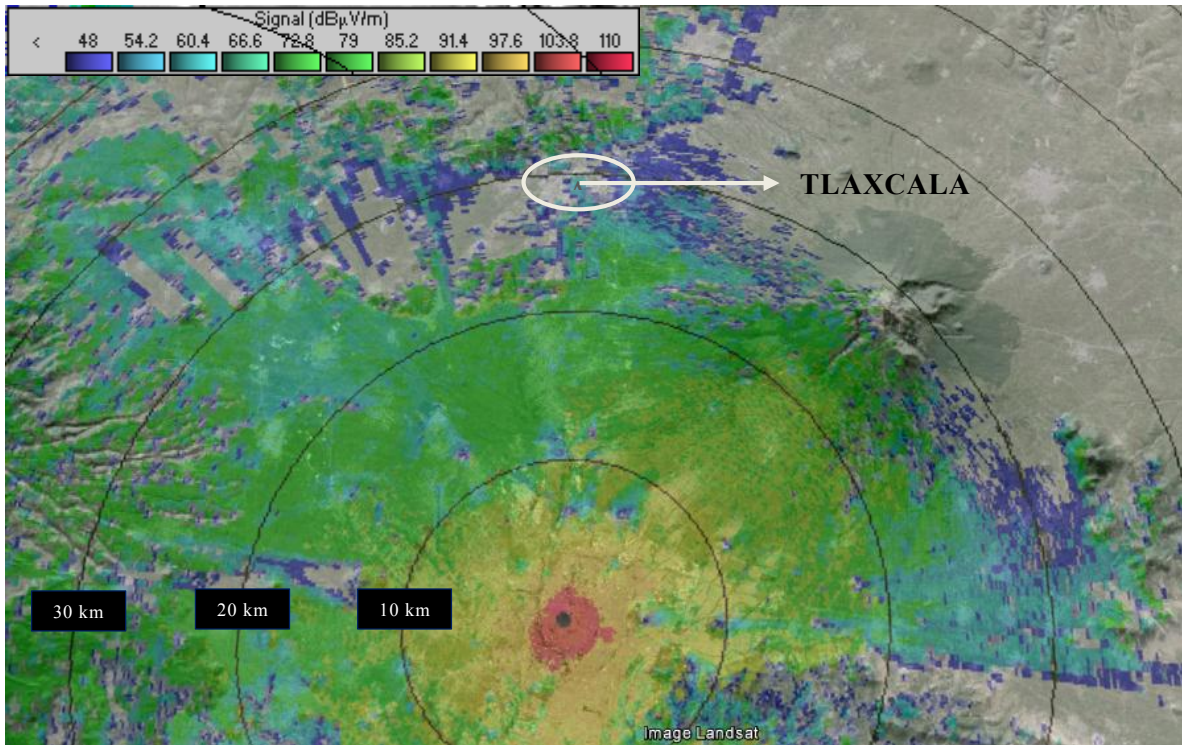 Signal (dBµV/m)
< 48 54.2 60.4 66.6 72.8 79 85.2 91.4 97.6 103.8 110
TLAXCALA
30 km 20 km 10 km
Image Landsat